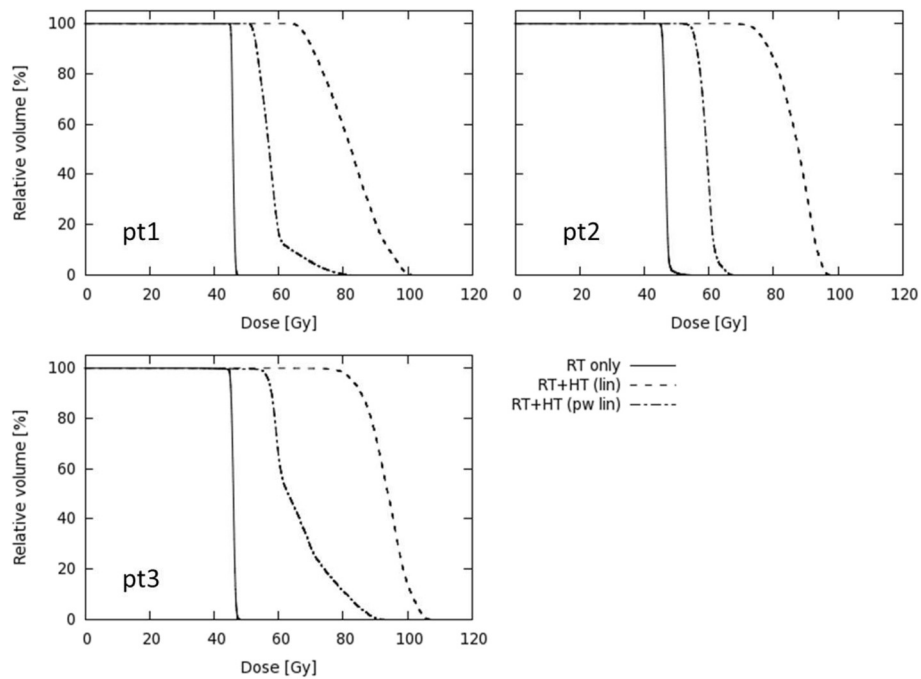 Relative volume [%]
100
80
60
40
20
0
pt1
0 20 40 60 80 100 120
Dose [Gy]
Relative volume [%]
100
80
60
40
20
0
pt2
0 20 40 60 80 100 120
Dose [Gy]
Relative volume [%]
100
80
60
40
20
0
pt3
0 20 40 60 80 100 120
Dose [Gy]
RT only
RT+HT (lin)
RT+HT (pw lin)